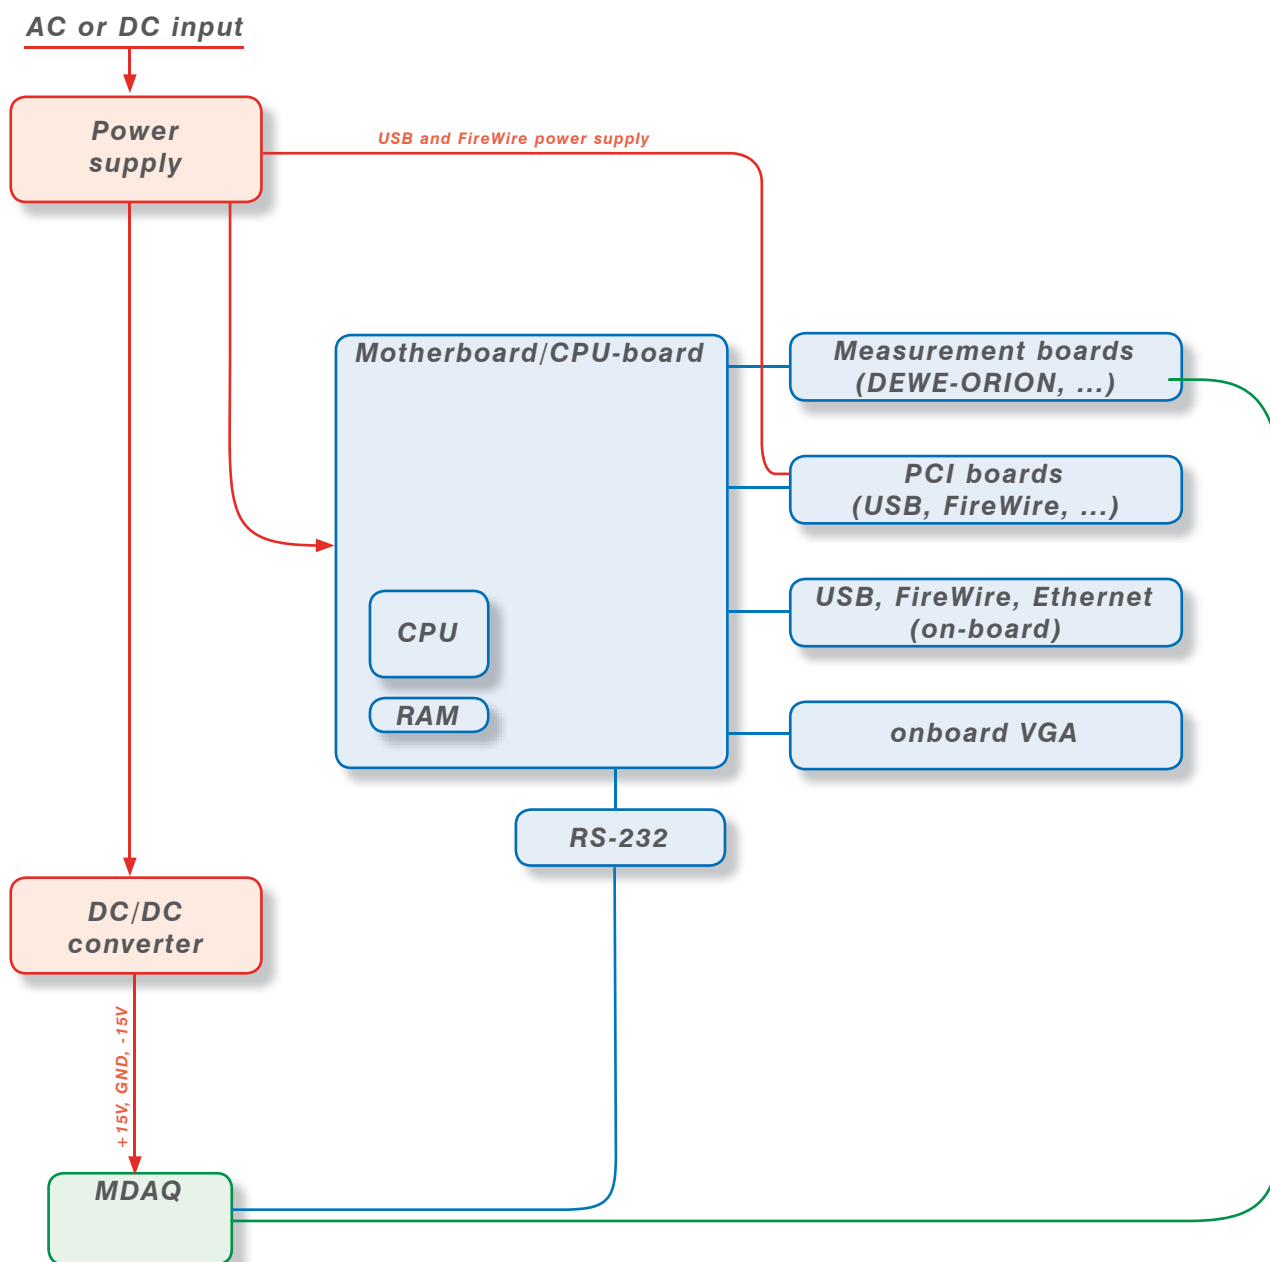 AC or DC input
Power
supply
USB and FireWire power supply
Motherboard/CPU-board
Measurement boards
(DEWE-ORION, ...)
PCI boards
(USB, FireWire, ...)
USB, FireWire, Ethernet
(on-board)
CPU
RAM
onboard VGA
RS-232
DC/DC
converter
+15V, GND, -15V
MDAQ